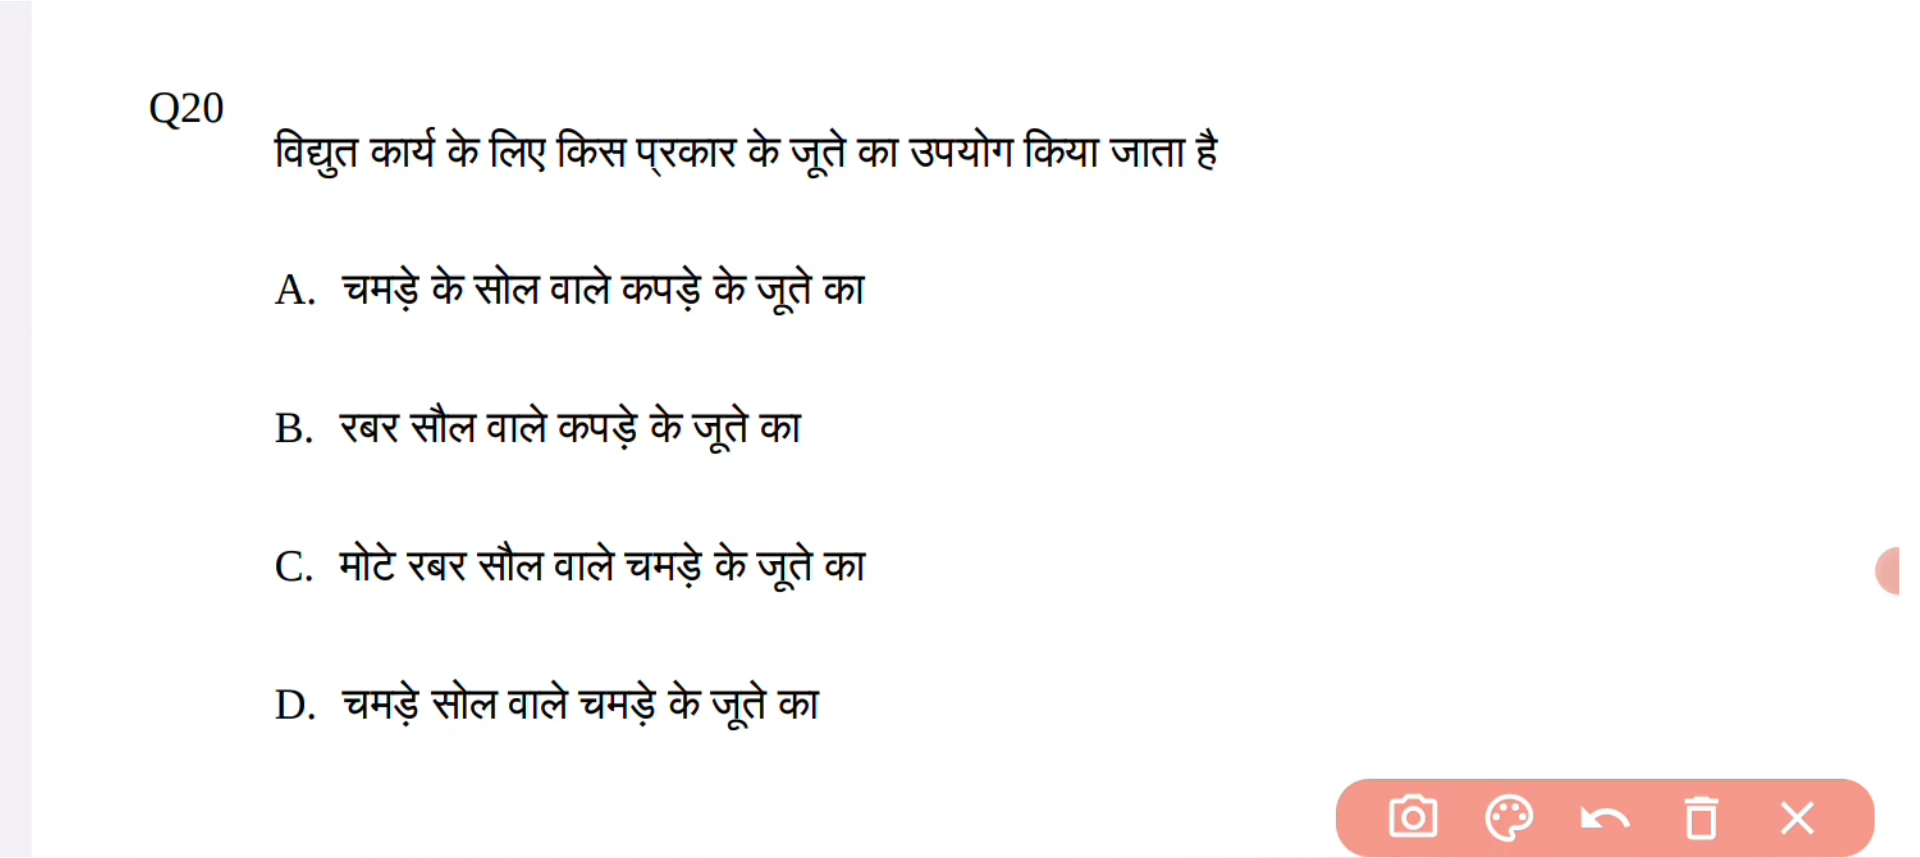 Q20
विद्युत कार्य के लिए किस प्रकार के जूते का उपयोग किया जाता है
A. चमड़े के सोल वाले कपड़े के जूते का
B. रबर सौल वाले कपड़े के जूते का
C. मोटे रबर सौल वाले चमड़े के जूते का
D. चमड़े सोल वाले चमड़े के जूते का